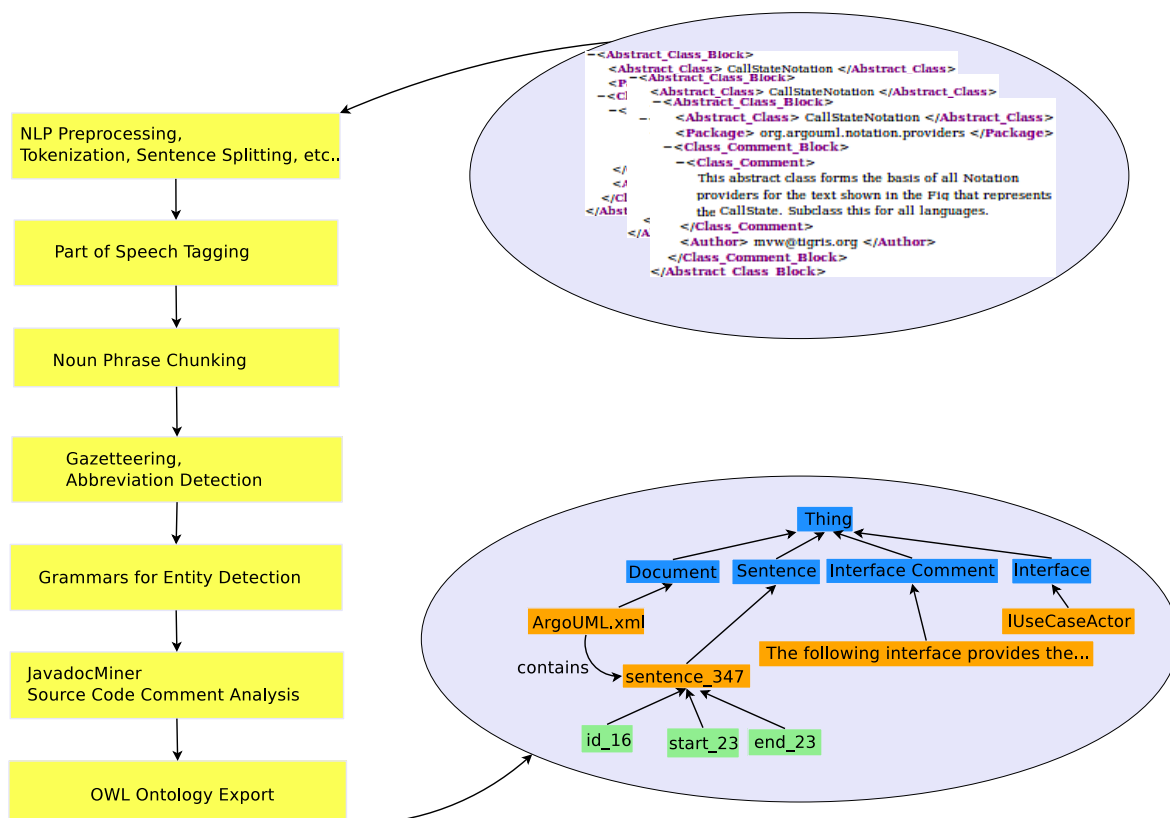 −<Abstract_Class_Block>
<Abstract_Class> CallStateNotation </Abstract_Class>
<P
−<Cl
−
</
<A
</Cl
</Abst
−<Abstract_Class_Block>
<Abstract_Class> CallStateNotation </Abstract_Class>
−
<
</A
−<Abstract_Class_Block>
<Abstract_Class> CallStateNotation </Abstract_Class>
<Package> org.argouml.notation.providers </Package>
−<Class_Comment_Block>
−<Class_Comment>
This abstract class forms the basis of all Notation
providers for the text shown in the Fig that represents
the CallState. Subclass this for all languages.
</Class_Comment>
<Author> mvw@tigris.org </Author>
</Class_Comment_Block>
</Abstract_Class_Block>
NLP Preprocessing,
Tokenization, Sentence Splitting, etc..
Part of Speech Tagging
Noun Phrase Chunking
Gazetteering,
Abbreviation Detection
Grammars for Entity Detection
JavadocMiner
Source Code Comment Analysis
OWL Ontology Export
Thing
Document
Sentence
Interface Comment
Interface
ArgoUML.xml
IUseCaseActor
The following interface provides the...
contains
sentence_347
id_16
start_23
end_23